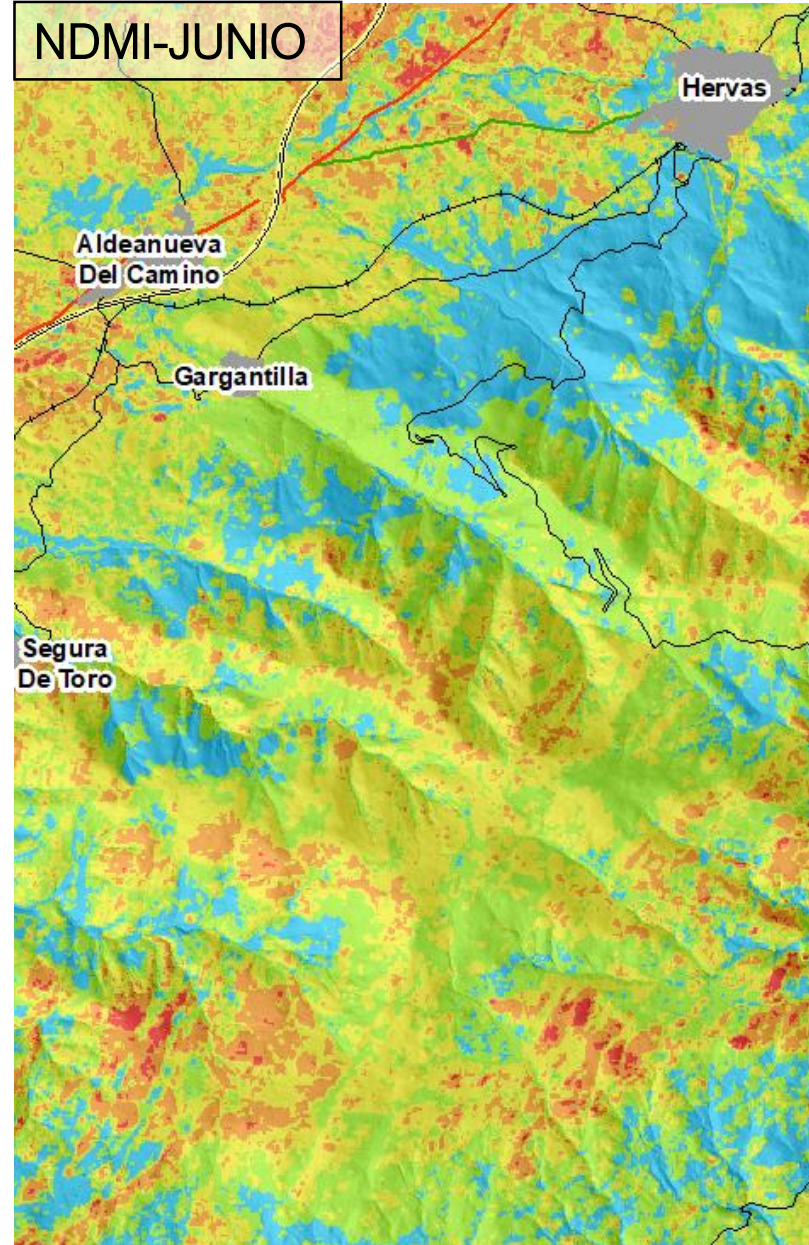 NDMI-JUNIO
Hervas
Aldeanueva
Del Camino
Gargantilla
Segura
De Toro